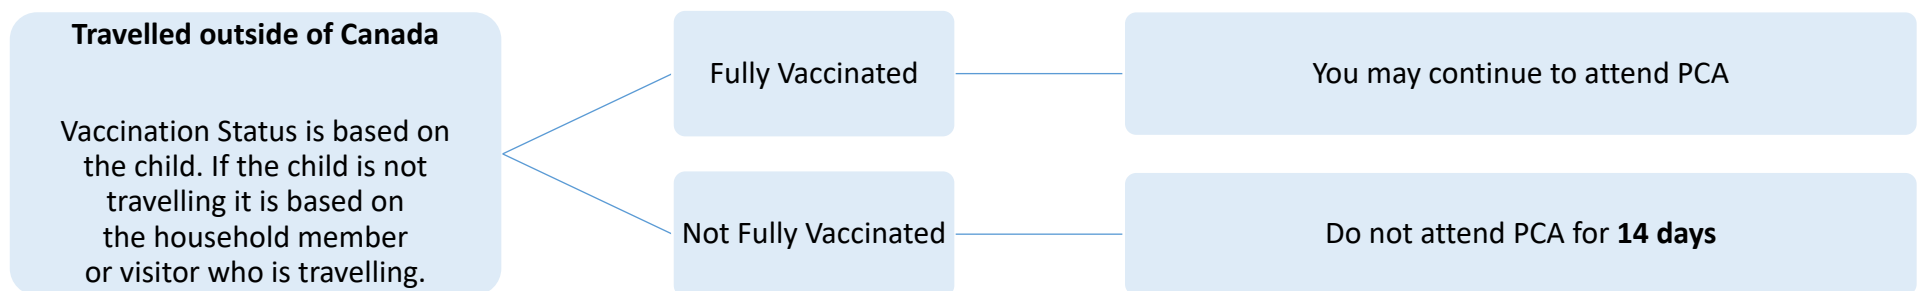 Travelled outside of Canada
Vaccination Status is based on
the child. If the child is not
travelling it is based on
the household member
or visitor who is travelling.
Fully Vaccinated
You may continue to attend PCA
Not Fully Vaccinated
Do not attend PCA for 14 days